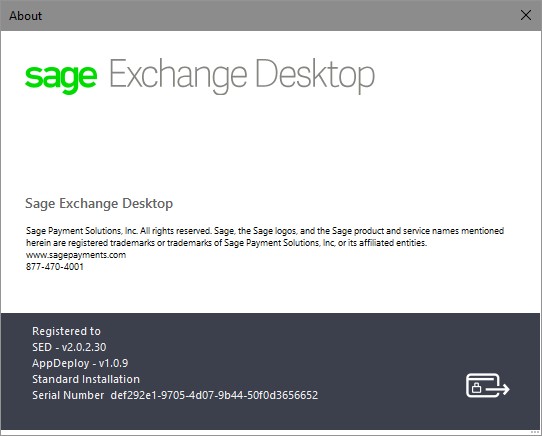 About
sage Exchange Desktop
Sage Exchange Desktop
Sage Payment Solutions, Inc. All rights reserved. Sage, the Sage logos, and the Sage product and service names mentioned
herein are registered trademarks or trademarks of Sage Payment Solutions, Inc, or its affiliated entities.
www.sagepayments.com
877-470-4001
Registered to
SED - v2.0.2.30
AppDeploy - v1.0.9
Standard Installation
Serial Number def292e1-9705-4d07-9b44-50f0d3656652